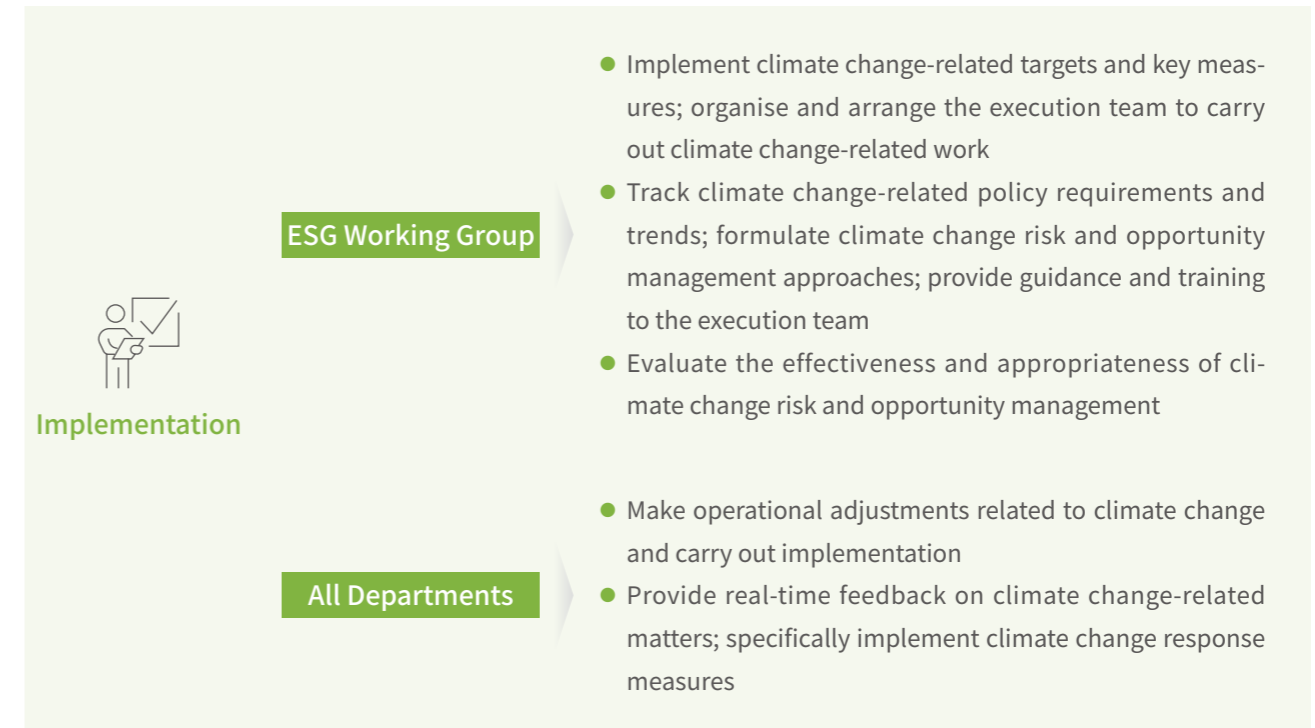 Implementation
ESG Working Group
● Implement climate change-related targets and key meas-
ures; organise and arrange the execution team to carry
out climate change-related work
● Track climate change-related policy requirements and
trends; formulate climate change risk and opportunity
management approaches; provide guidance and training
to the execution team
● Evaluate the effectiveness and appropriateness of cli-
mate change risk and opportunity management
All Departments
● Make operational adjustments related to climate change
and carry out implementation
● Provide real-time feedback on climate change-related
matters; specifically implement climate change response
measures